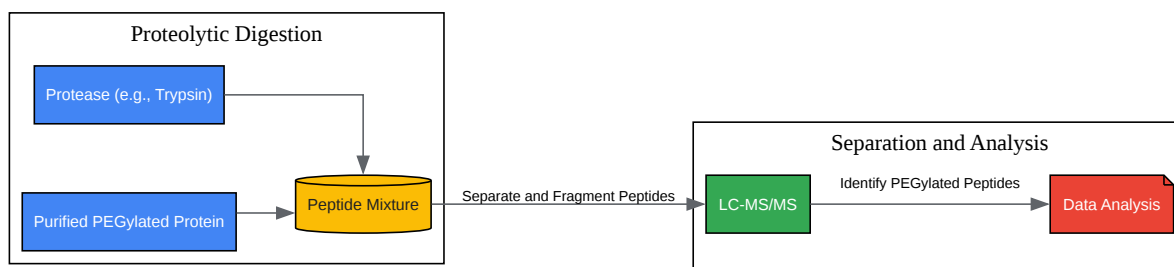 Proteolytic Digestion
Protease (e.g., Trypsin)
Purified PEGylated Protein
Peptide Mixture
Separate and Fragment Peptides
Separation and Analysis
LC-MS/MS
Identify PEGylated Peptides
Data Analysis